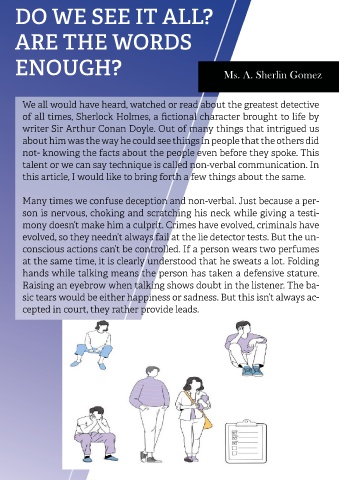 DO WE SEE IT ALL?
ARE THE WORDS
ENOUGH?
Ms. A. Sherlin Gomez
We all would have heard, watched or read about the greatest detective
of all times, Sherlock Holmes, a fictional character brought to life by
writer Sir Arthur Conan Doyle. Out of many things that intrigued us
about him was the way he could see things in people that the others did
not- knowing the facts about the people even before they spoke. This
talent or we can say technique is called non-verbal communication. In
this article, I would like to bring forth a few things about the same.
Many times we confuse deception and non-verbal. Just because a per-
son is nervous, choking and scratching his neck while giving a testi-
mony doesn't make him a culprit. Crimes have evolved, criminals have
evolved, so they needn't always fail at the lie detector tests. But the un-
conscious actions can't be controlled. If a person wears two perfumes
at the same time, it is clearly understood that he sweats a lot. Folding
hands while talking means the person has taken a defensive stature.
Raising an eyebrow when talking shows doubt in the listener. The ba-
sic tears would be either happiness or sadness. But this isn't always ac-
cepted in court, they rather provide leads.